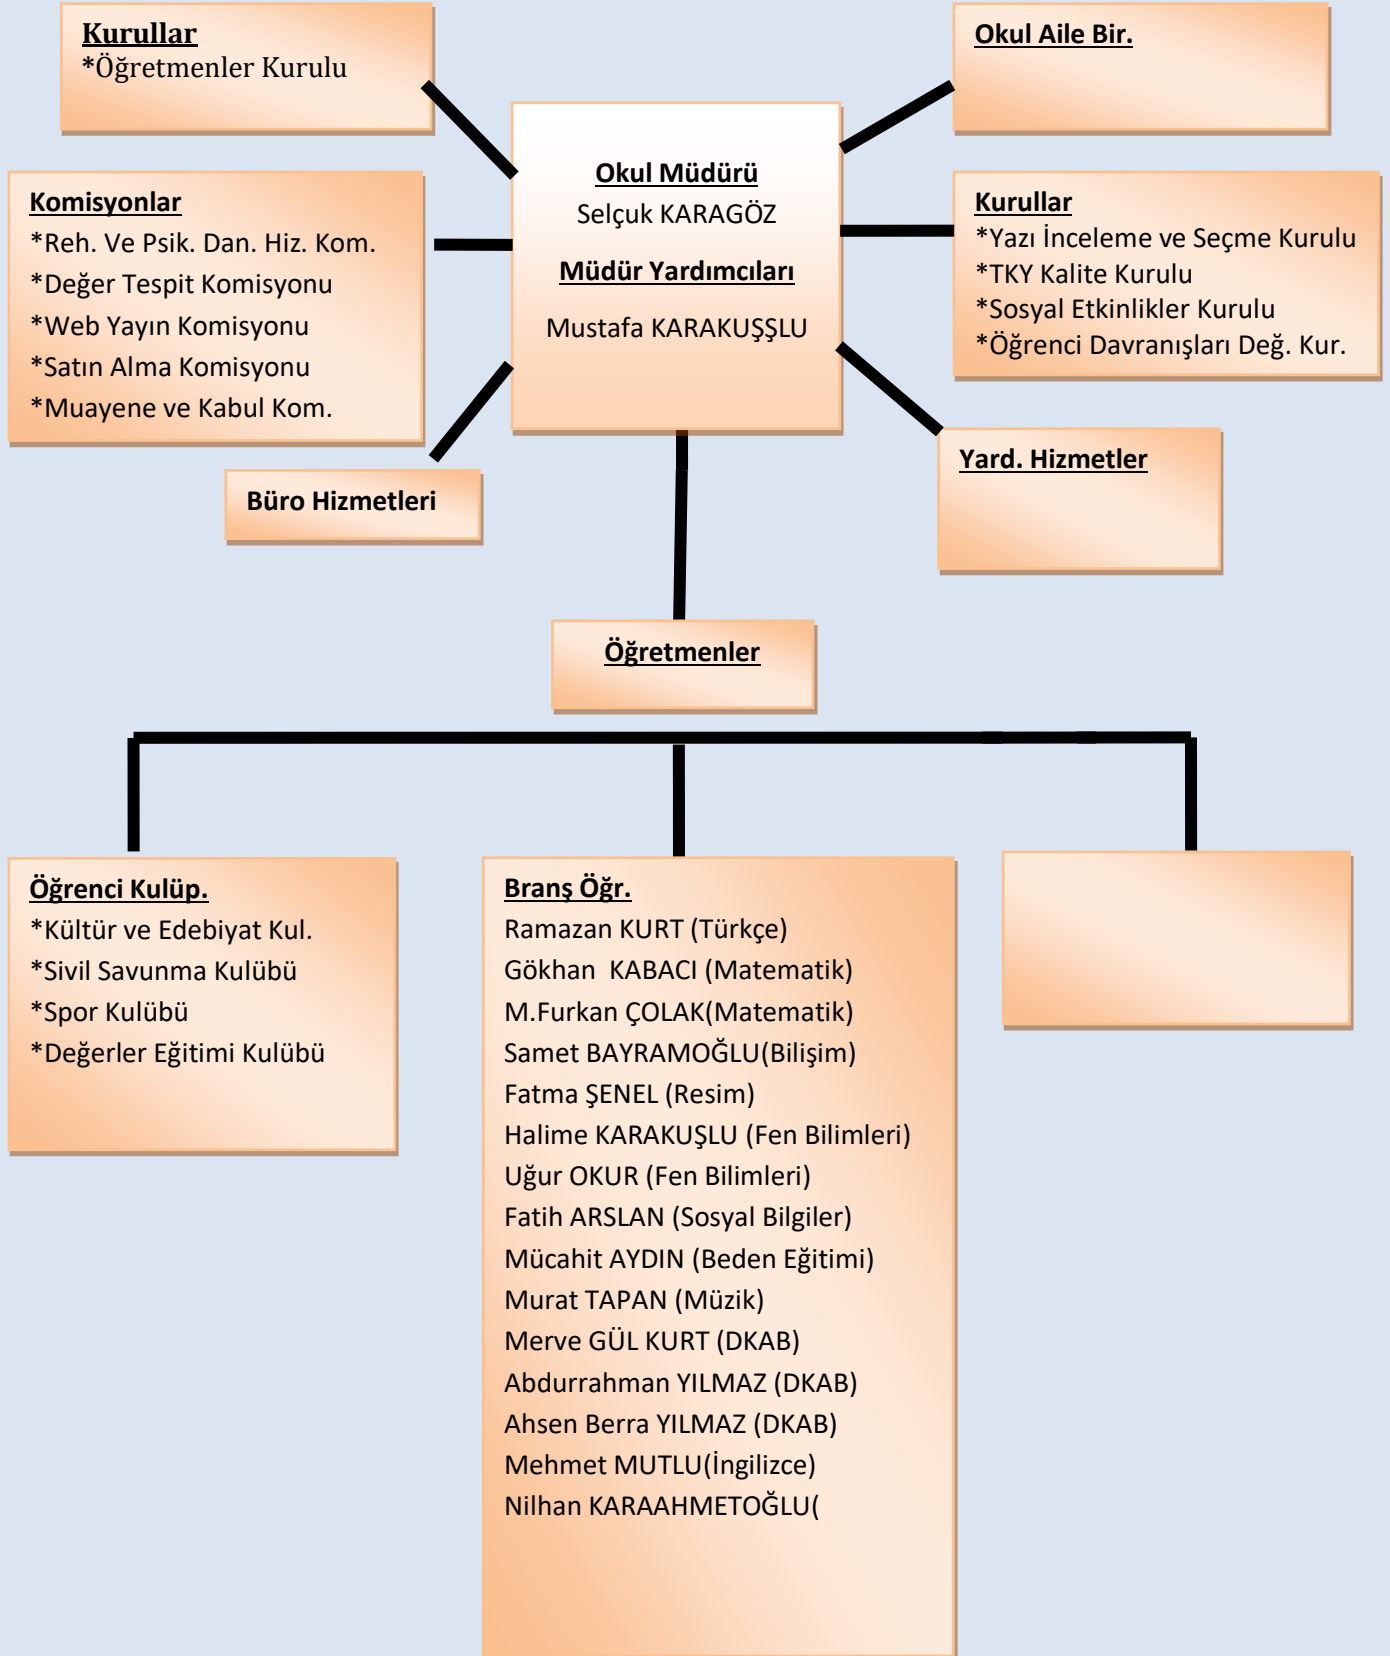 Kurullar
*Öğretmenler Kurulu
Okul Aile Bir.
Okul Müdürü
Selçuk KARAGÖZ
Müdür Yardımcıları
Mustafa KARAKUŞŞLU
Komisyonlar
*Reh. Ve Psik. Dan. Hiz. Kom.
*Değer Tespit Komisyonu
*Web Yayın Komisyonu
*Satın Alma Komisyonu
*Muayene ve Kabul Kom.
Kurullar
*Yazı İnceleme ve Seçme Kurulu
*TKY Kalite Kurulu
*Sosyal Etkinlikler Kurulu
*Öğrenci Davranışları Değ. Kur.
Büro Hizmetleri
Yard. Hizmetler
Öğretmenler
Öğrenci Kulüp.
*Kültür ve Edebiyat Kul.
*Sivil Savunma Kulübü
*Spor Kulübü
*Değerler Eğitimi Kulübü
Branş Öğr.
Ramazan KURT (Türkçe)
Gökhan  KABACI (Matematik)
M.Furkan ÇOLAK(Matematik)
Samet BAYRAMOĞLU(Bilişim)
Fatma ŞENEL (Resim)
Halime KARAKUŞLU (Fen Bilimleri)
Uğur OKUR (Fen Bilimleri)
Fatih ARSLAN (Sosyal Bilgiler)
Mücahit AYDIN (Beden Eğitimi)
Murat TAPAN (Müzik)
Merve GÜL KURT (DKAB)
Abdurrahman YILMAZ (DKAB)
Ahsen Berra YILMAZ (DKAB)
Mehmet MUTLU(İngilizce)
Nilhan KARAAHMETOĞLU(